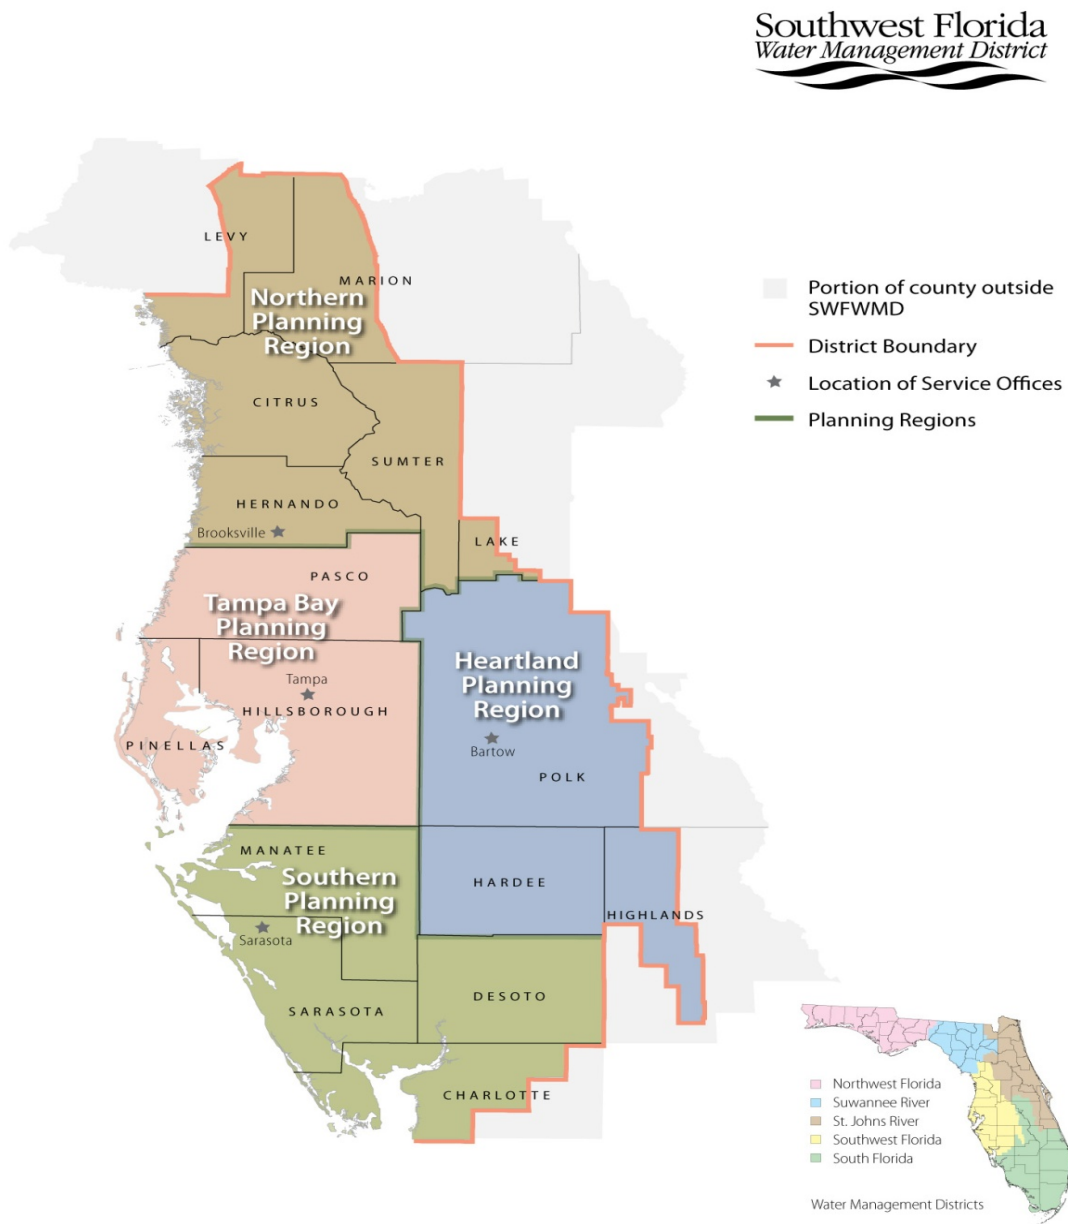 Southwest Florida
Water Management District
LEVY
MARION
Northern
Planning
Region
Portion of county outside
SWFWMD
District Boundary
Location of Service Offices
Planning Regions
CITRUS
SUMTER
HERNANDO
Brooksville
LAKE
PASCO
Tampa Bay
Planning
Region
Heartland
Planning
Region
Tampa
HILLSBOROUGH
PINELLAS
Bartow
POLK
MANATEE
Southern
Planning
Region
HARDEE
HIGHLANDS
Sarasota
SARASOTA
DESOTO
CHARLOTTE
Northwest Florida
Suwannee River
St. Johns River
Southwest Florida
South Florida
Water Management Districts